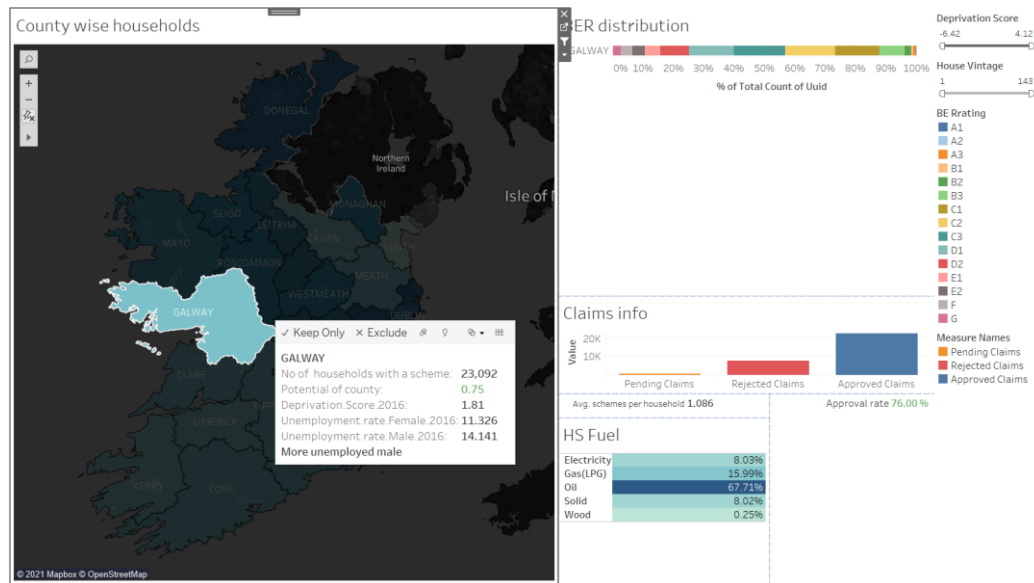 County wise households
DONEGAL
Northern
Ireland
Isle of
MONAGHAN
SLIGO
LEITRIM
CAVAN
LOUTH
MAYO
ROSCOMMON
MEATH
WESTMEATH
GALWAY
DUBLIN
Keep Only Exclude
GALWAY
No of households with a scheme: 23,092
Potential of county: 0.75
Deprivation.Score.2016: 1.81
Unemployment.rate.Female.2016: 11.326
Unemployment.rate.Male.2016: 14.141
More unemployed male
CLARE
LIMERICK
KERRY
CORK
© 2021 Mapbox © OpenStreetMap
BER distribution
GALWAY
0% 10% 20% 30% 40% 50% 60% 70% 80% 90% 100%
% of Total Count of Uuid
Claims info
Value
20K
10K
Pending Claims Rejected Claims Approved Claims
Avg. schemes per household 1.086 Approval rate 76.00 %
HS Fuel
Electricity 8.03%
Gas(LPG) 15.99%
Oil 67.71%
Solid 8.02%
Wood 0.25%
Deprivation Score
-6.42 4.12
House Vintage
1 143
BE Rrating
A1
A2
A3
B1
B2
B3
C1
C2
C3
D1
D2
E1
E2
F
G
Measure Names
Pending Claims
Rejected Claims
Approved Claims